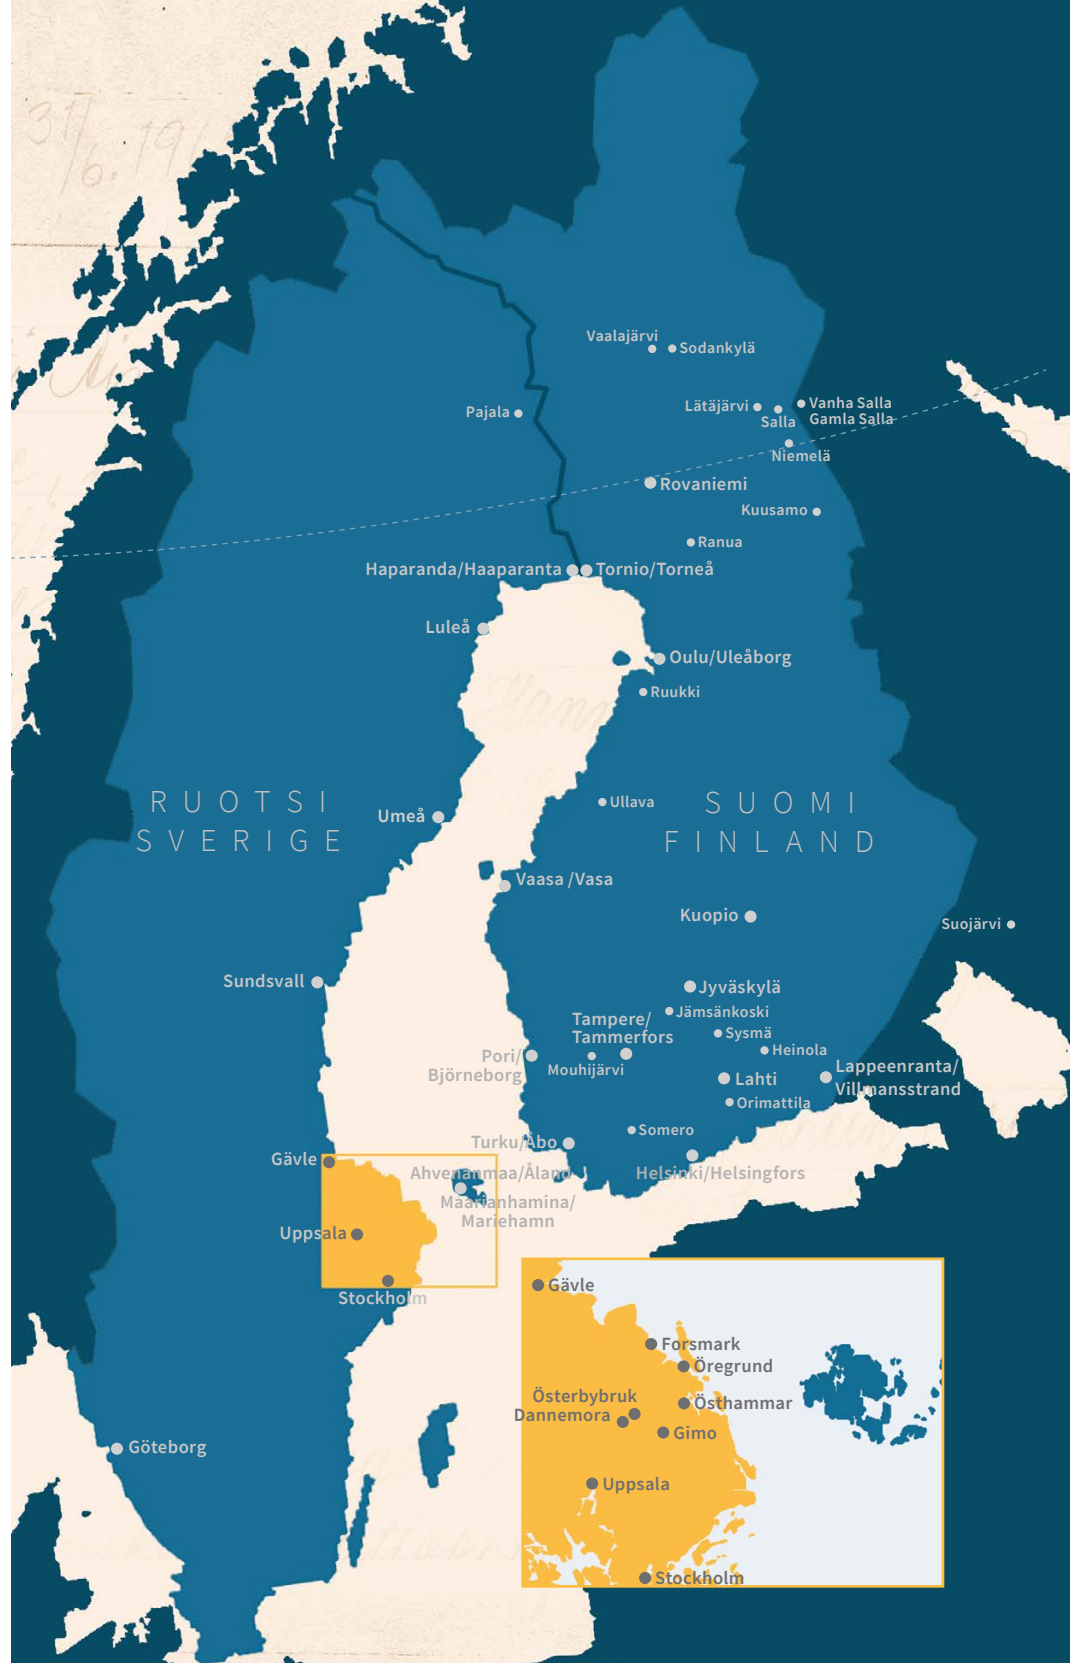 Vaalajärvi
Sodankylä
Pajala
Lätäjärvi
Salla
Vanha Salla
Gamla Salla
Niemelä
Rovaniemi
Kuusamo
Ranua
Haparanda/Haaparanta
Tornio/Torneå
Luleå
Oulu/Uleåborg
Ruukki
RUOTSI
SVERIGE
SUOMI
FINLAND
Ullava
Umeå
Vaasa /Vasa
Kuopio
Suojärvi
Sundsvall
Jyväskylä
Jämsänkoski
Tampere/
Tammerfors
Sysmä
Heinola
Pori/
Björneborg
Mouhijärvi
Lahti
Lappeenranta/
Villmansstrand
Orimattila
Somero
Turku/Åbo
Gävle
Ahvenanmaa/Åland
Helsinki/Helsingfors
Maarianhamina/
Mariehamn
Uppsala
Stockholm
Gävle
Forsmark
Öregrund
Österbybruk
Dannemora
Östhammar
Gimo
Uppsala
Stockholm
Göteborg